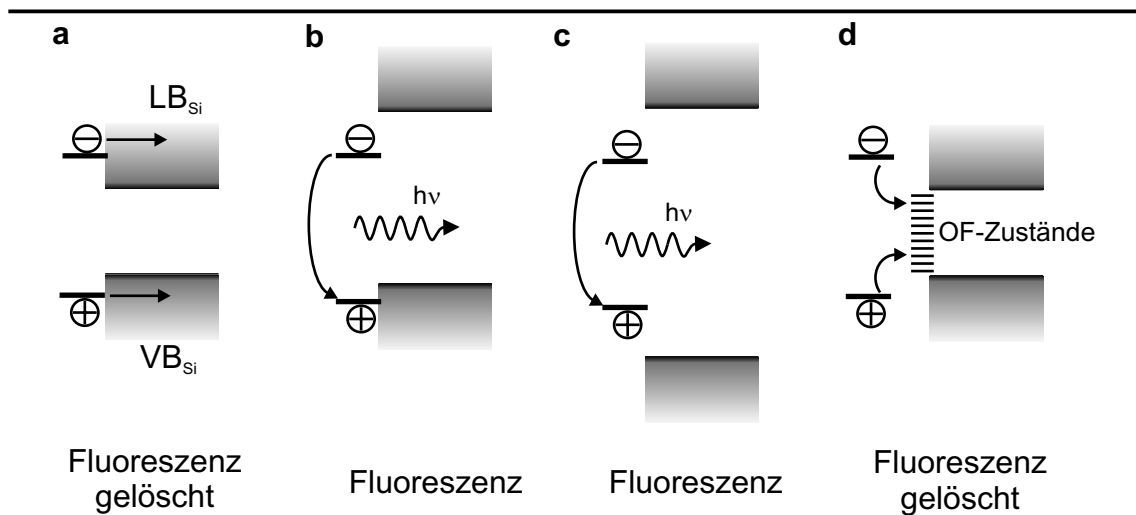 a
b
c
d
LB_Si
⊖
⊖
⊖
⊖
hν
hν
OF-Zustände
⊕
⊕
⊕
⊕
VB_Si
Fluoreszenz
gelöscht
Fluoreszenz
Fluoreszenz
Fluoreszenz
gelöscht